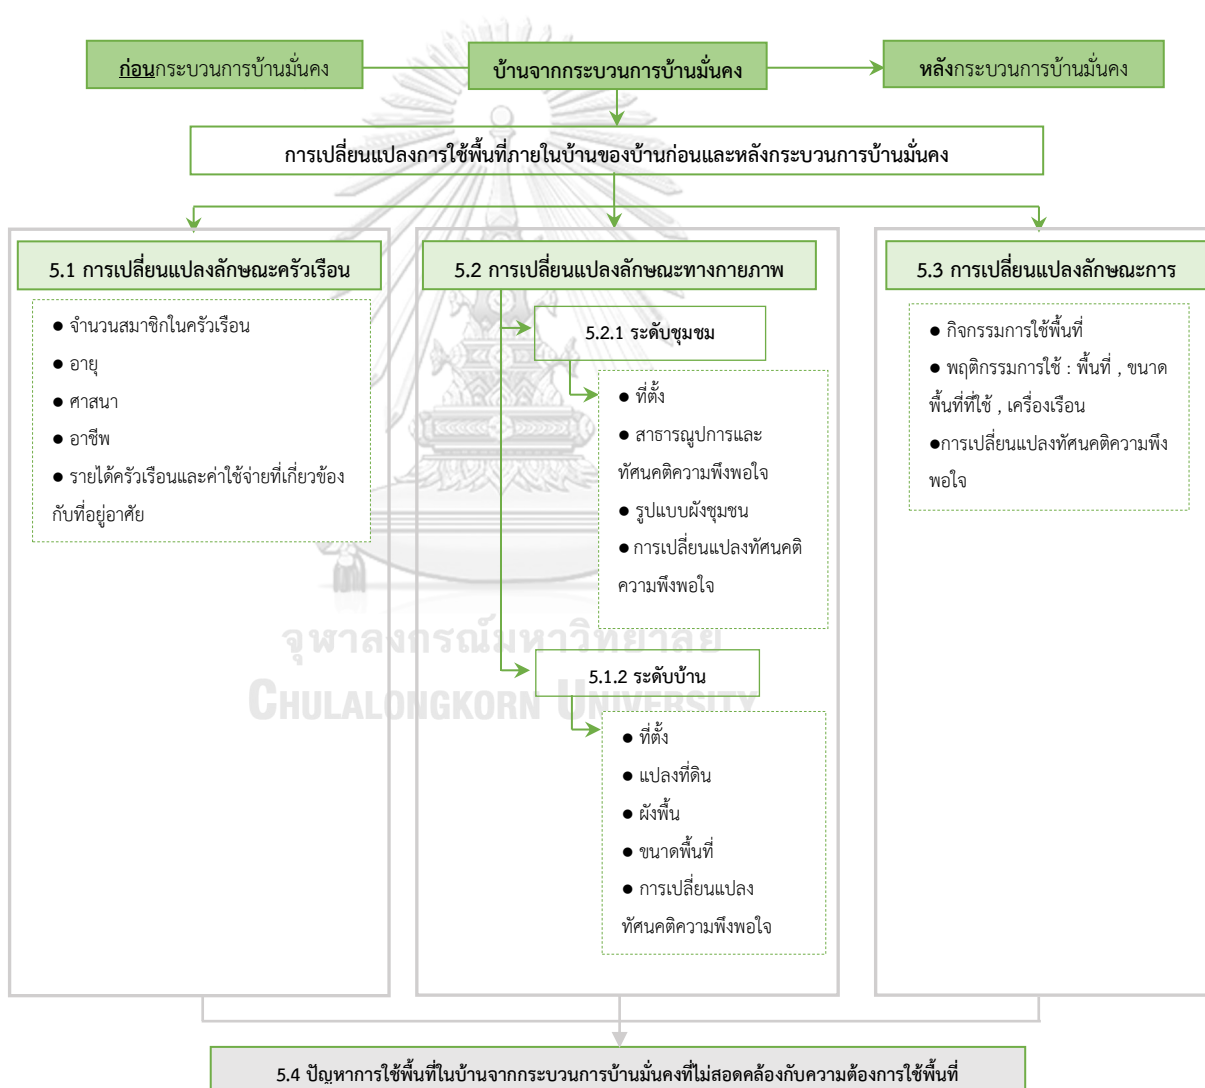 ก่อนกระบวนการบ้านมั่นคง
บ้านจากกระบวนการบ้านมั่นคง
หลังกระบวนการบ้านมั่นคง
การเปลี่ยนแปลงการใช้พื้นที่ภายในบ้านของบ้านก่อนและหลังกระบวนการบ้านมั่นคง
5.1 การเปลี่ยนแปลงลักษณะครัวเรือน
● จำนวนสมาชิกในครัวเรือน
● อายุ
● ศาสนา
● อาชีพ
● รายได้ครัวเรือนและค่าใช้จ่ายที่เกี่ยวข้อง
กับที่อยู่อาศัย
5.2 การเปลี่ยนแปลงลักษณะทางกายภาพ
5.2.1 ระดับชุมชม
● ที่ตั้ง
● สาธารณูปการและ
ทัศนคติความพึงพอใจ
● รูปแบบผังชุมชน
● การเปลี่ยนแปลงทัศนคติ
ความพึงพอใจ
5.1.2 ระดับบ้าน
● ที่ตั้ง
● แปลงที่ดิน
● ผังพื้น
● ขนาดพื้นที่
● การเปลี่ยนแปลง
ทัศนคติความพึงพอใจ
5.3 การเปลี่ยนแปลงลักษณะการ
● กิจกรรมการใช้พื้นที่
● พฤติกรรมการใช้ : พื้นที่ , ขนาด
พื้นที่ที่ใช้ , เครื่องเรือน
●การเปลี่ยนแปลงทัศนคติความพึง
พอใจ
จุฬาลงกรณ์มหาวิทยาลัย
CHULALONGKORN UNIVERSITY
5.4 ปัญหาการใช้พื้นที่ในบ้านจากกระบวนการบ้านมั่นคงที่ไม่สอดคล้องกับความต้องการใช้พื้นที่